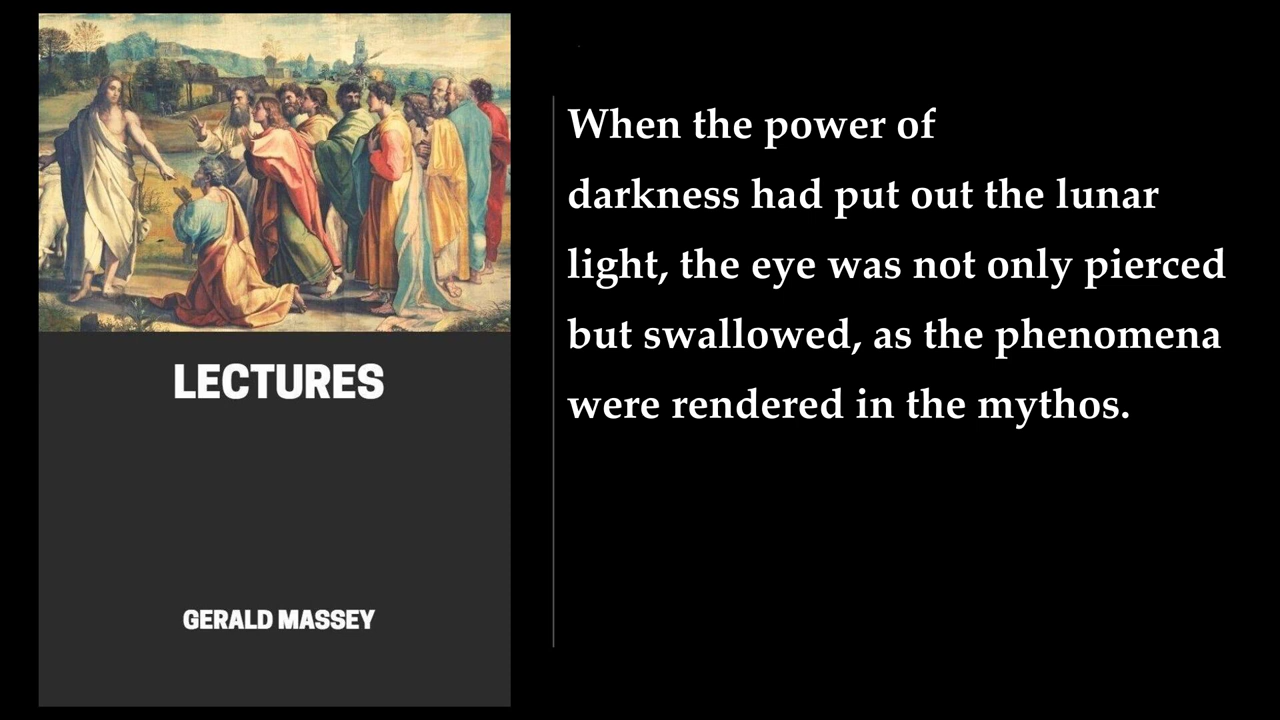 LECTURES
GERALD MASSEY
When the power of
darkness had put out the lunar
light, the eye was not only pierced
but swallowed, as the phenomena
were rendered in the mythos.